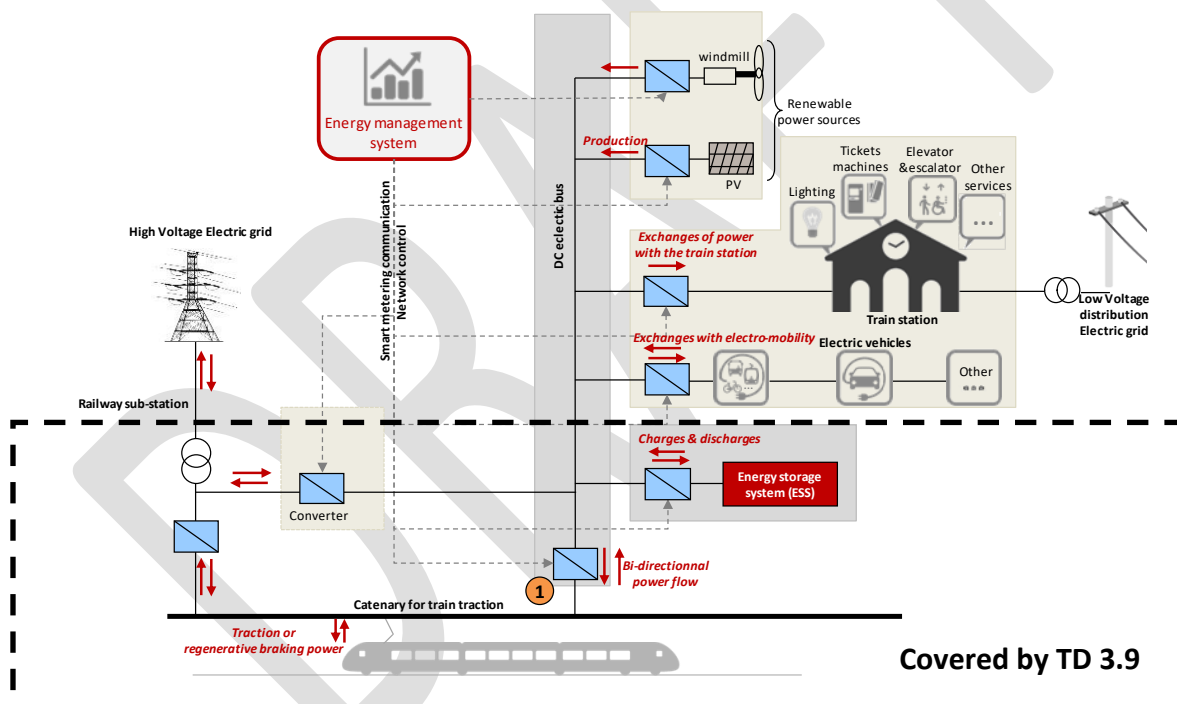 windmill
Energy management
system
Renewable
power sources
Production
PV
Tickets
machines
Elevator
&escalator
Other
services
Lighting
...
High Voltage Electric grid
Smart metering communication
Network control
DC eclectic bus
Exchanges of power
with the train station
Train station
Low Voltage
distribution
Electric grid
Exchanges with electro-mobility
Electric vehicles
Other
Railway sub-station
Charges & discharges
Energy storage
system (ESS)
Converter
Bi-directionnal
power flow
1
Catenary for train traction
Traction or
regenerative braking power
Covered by TD 3.9
DRAFT